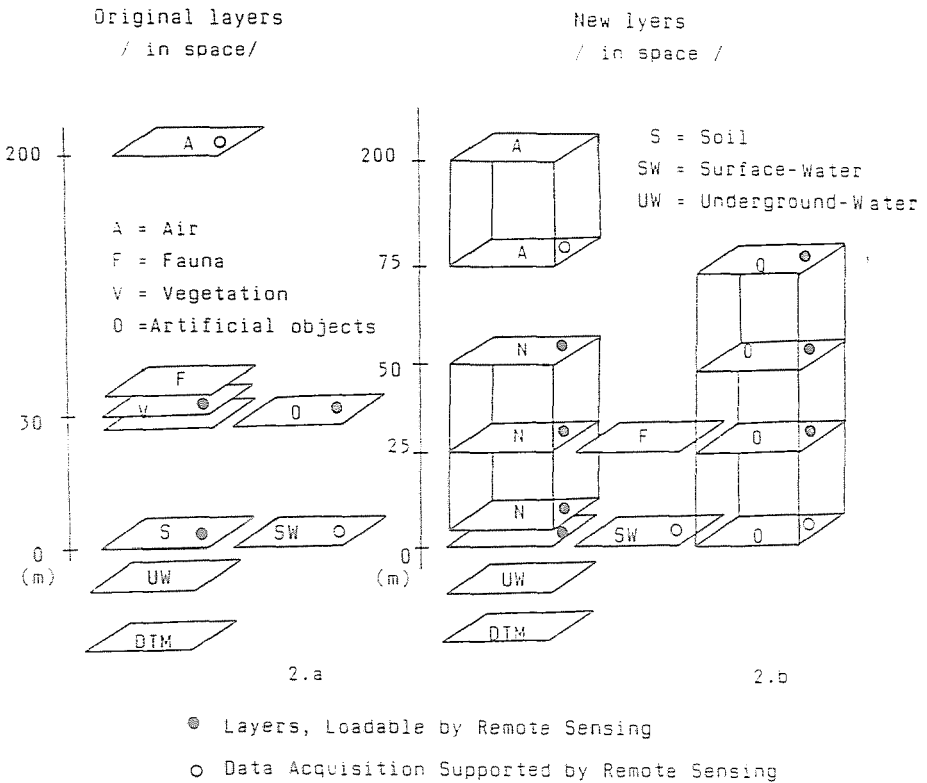 Original layers
/ in space/
200
A
A = Air
F = Fauna
V = Vegetation
O =Artificial objects
F
V
O
30
S
SW
0
(m)
UW
DTM
2.a
New lyers
/ in space /
S = Soil
SW = Surface-Water
UW = Underground-Water
200
A
A
75
O
N
50
O
N
F
O
25
N
SW
O
0
(m)
UW
DTM
2.b
Layers, Loadable by Remote Sensing
Data Acquisition Supported by Remote Sensing